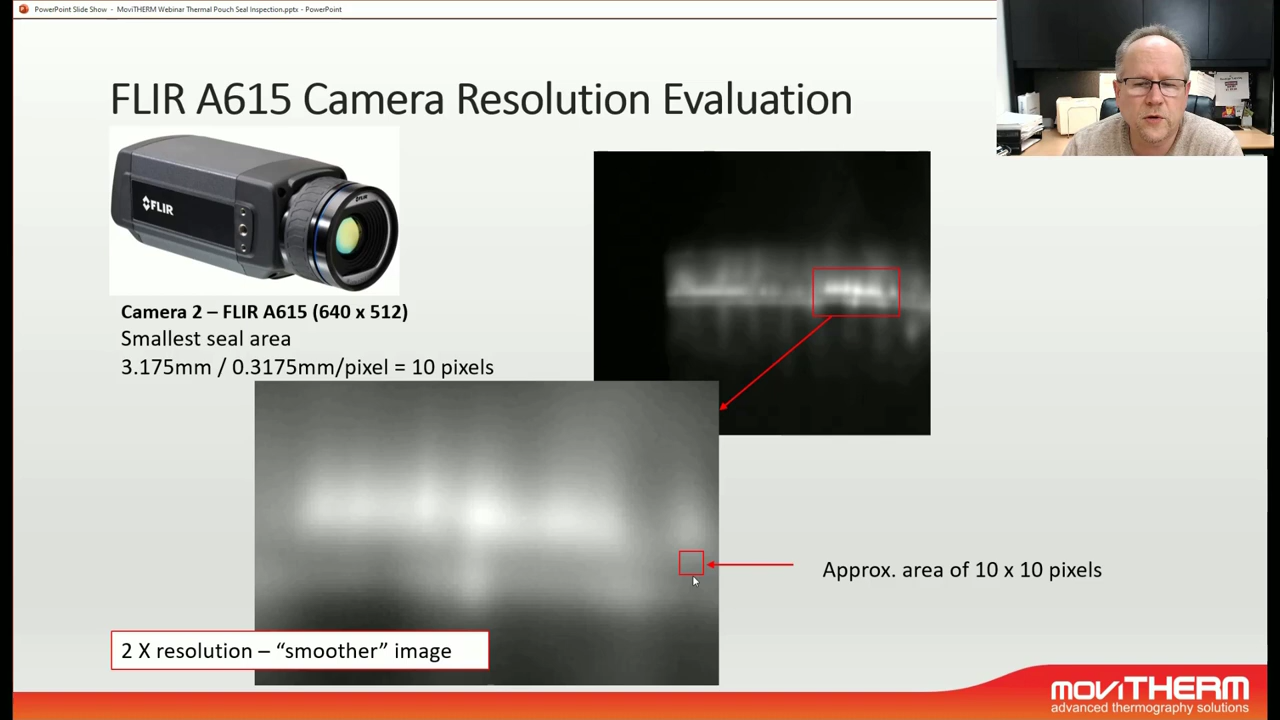 PowerPoint Slide Show - MoviTHERM Webinar Thermal Pouch Seal Inspection.pptx - PowerPoint
FLIR A615 Camera Resolution Evaluation
FLIR
Camera 2 – FLIR A615 (640 x 512)
Smallest seal area
3.175mm / 0.3175mm/pixel = 10 pixels
Approx. area of 10 x 10 pixels
2 X resolution – “smoother” image
moviTHERM
advanced thermography solutions